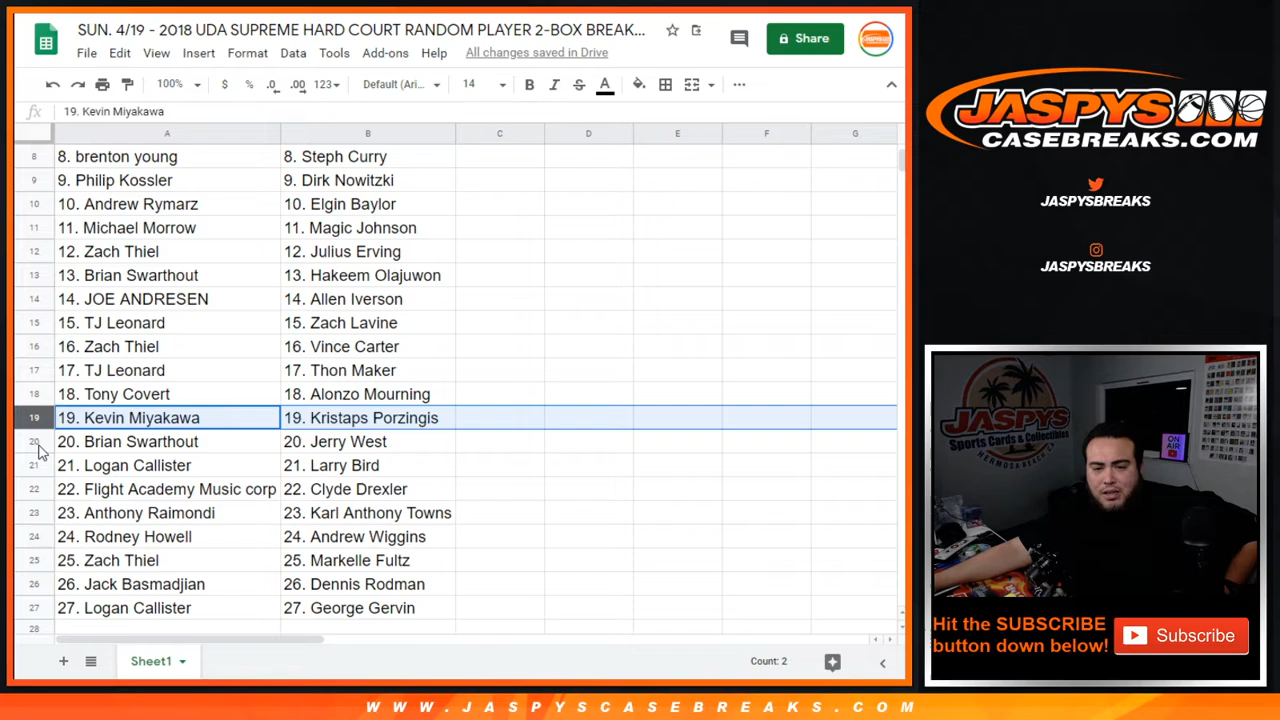 SUN. 4/19 - 2018 UDA SUPREME HARD COURT RANDOM PLAYER 2-BOX BREAK...
File Edit View Insert Format Data Tools Add-ons Help All changes saved in Drive
Share
100% $ % .0 .00 123 Default (Ari... 14 B I S A
fx 19. Kevin Miyakawa
A B C D E F G
8 8. brenton young 8. Steph Curry
9 9. Philip Kossler 9. Dirk Nowitzki
10 10. Andrew Rymarz 10. Elgin Baylor
11 11. Michael Morrow 11. Magic Johnson
12 12. Zach Thiel 12. Julius Erving
13 13. Brian Swarthout 13. Hakeem Olajuwon
14 14. JOE ANDRESEN 14. Allen Iverson
15 15. TJ Leonard 15. Zach Lavine
16 16. Zach Thiel 16. Vince Carter
17 17. TJ Leonard 17. Thon Maker
18 18. Tony Covert 18. Alonzo Mourning
19 19. Kevin Miyakawa 19. Kristaps Porzingis
20 20. Brian Swarthout 20. Jerry West
21 21. Logan Callister 21. Larry Bird
22 22. Flight Academy Music corp 22. Clyde Drexler
23 23. Anthony Raimondi 23. Karl Anthony Towns
24 24. Rodney Howell 24. Andrew Wiggins
25 25. Zach Thiel 25. Markelle Fultz
26 26. Jack Basmadjian 26. Dennis Rodman
27 27. Logan Callister 27. George Gervin
28
Sheet1
Count: 2
JASPYS
CASEBREAKS.COM
JASPYSBREAKS
JASPYSBREAKS
JASPYS
Sports Cards & Collectibles
HERMOSA BEACH, CA
ON AIR
Hit the SUBSCRIBE
button down below!
Subscribe
WWW.JASPYSCASEBREAKS.COM